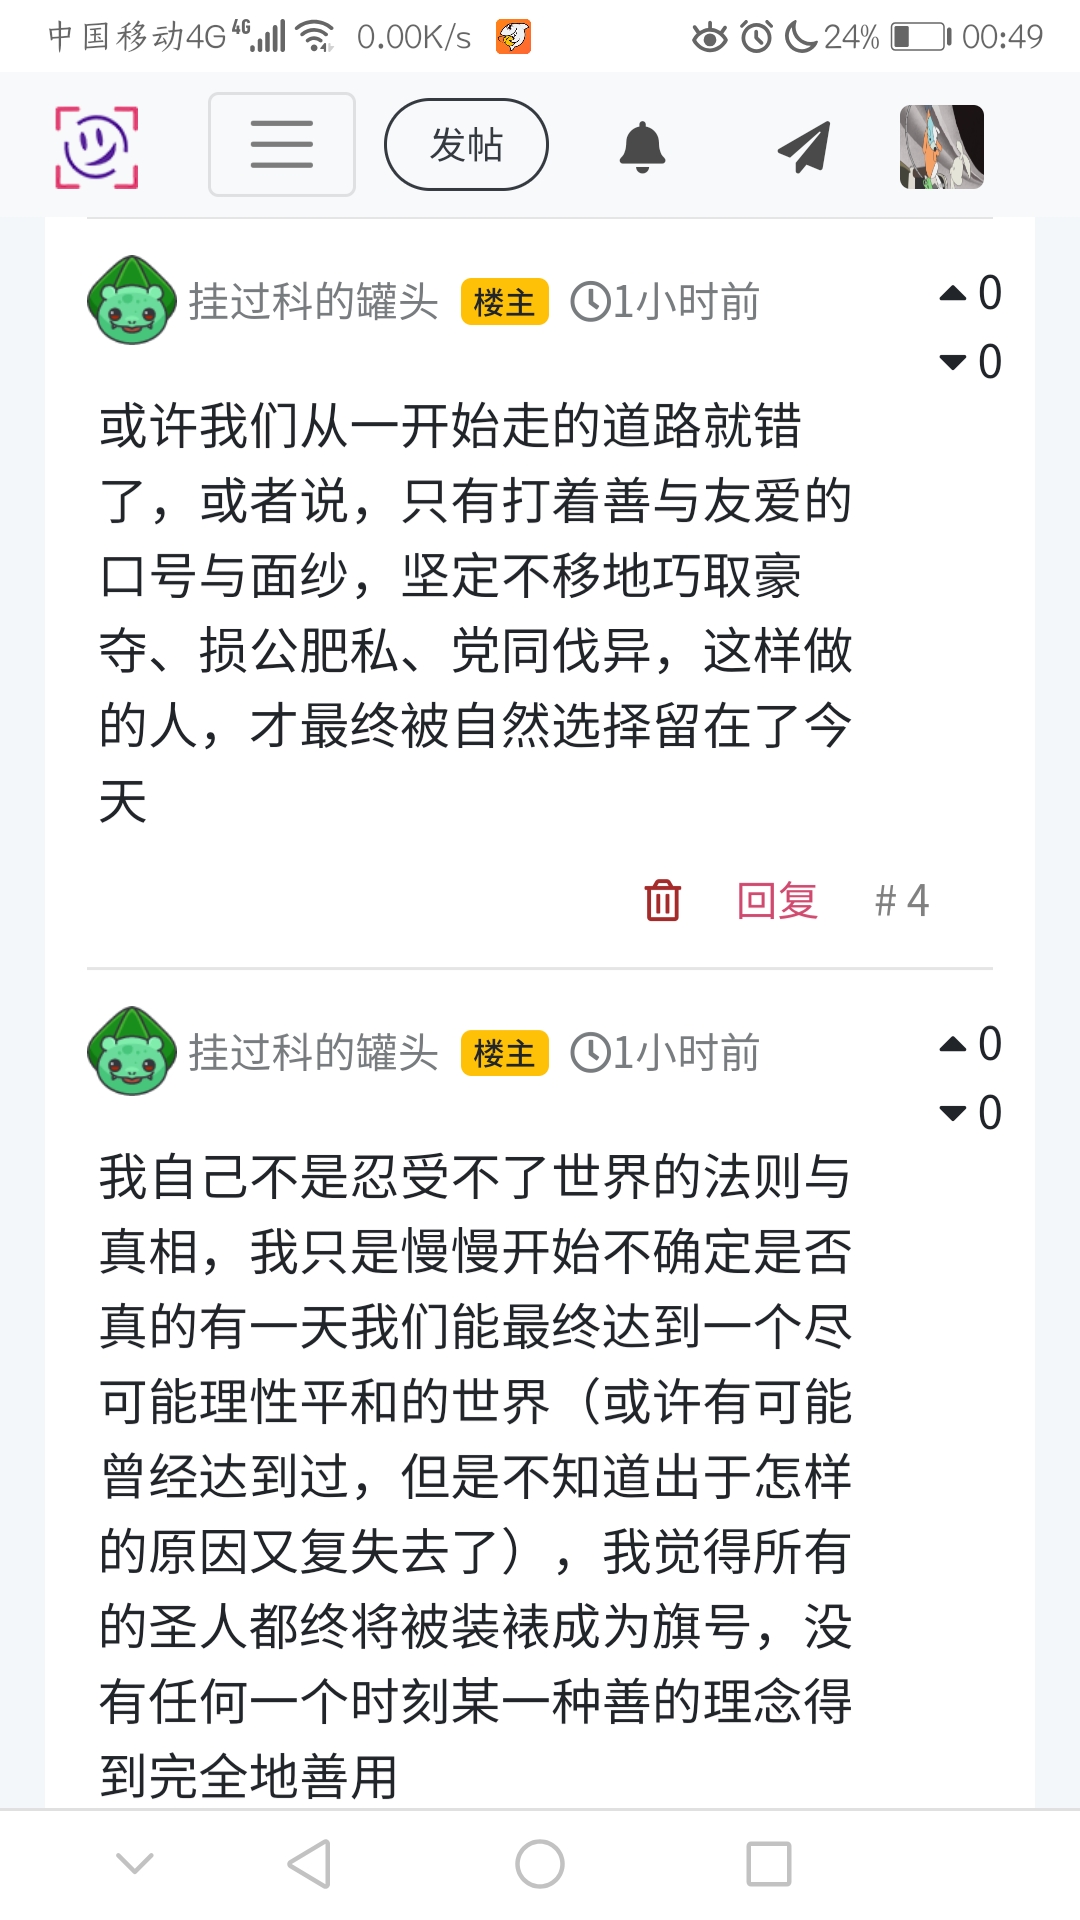 中国移动4G 4G 0.00K/s 24% 00:49
发帖
挂过科的罐头 楼主 1小时前 0
0
或许我们从一开始走的道路就错
了，或者说，只有打着善与友爱的
口号与面纱，坚定不移地巧取豪
夺、损公肥私、党同伐异，这样做
的人，才最终被自然选择留在了今
天
回复 # 4
挂过科的罐头 楼主 1小时前 0
0
我自己不是忍受不了世界的法则与
真相，我只是慢慢开始不确定是否
真的有一天我们能最终达到一个尽
可能理性平和的世界（或许有可能
曾经达到过，但是不知道出于怎样
的原因又复失去了），我觉得所有
的圣人都终将被装裱成为旗号，没
有任何一个时刻某一种善的理念得
到完全地善用